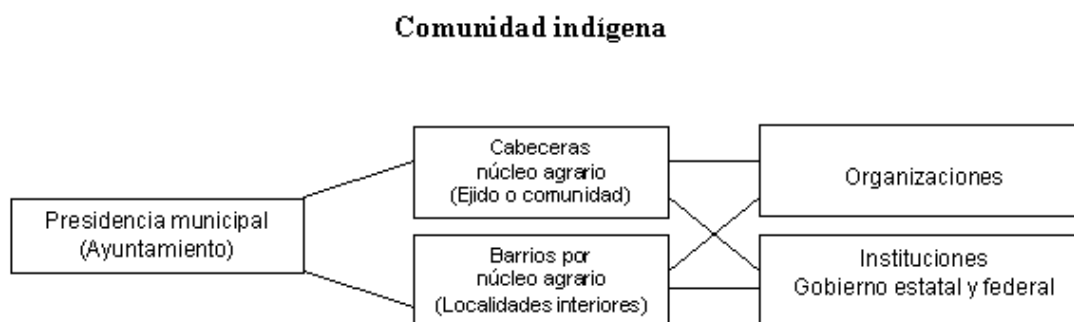 Comunidad indígena
Presidencia municipal
(Ayuntamiento)
Cabeceras
núcleo agrario
(Ejido o comunidad)
Barrios por
núcleo agrario
(Localidades interiores)
Organizaciones
Instituciones
Gobierno estatal y federal